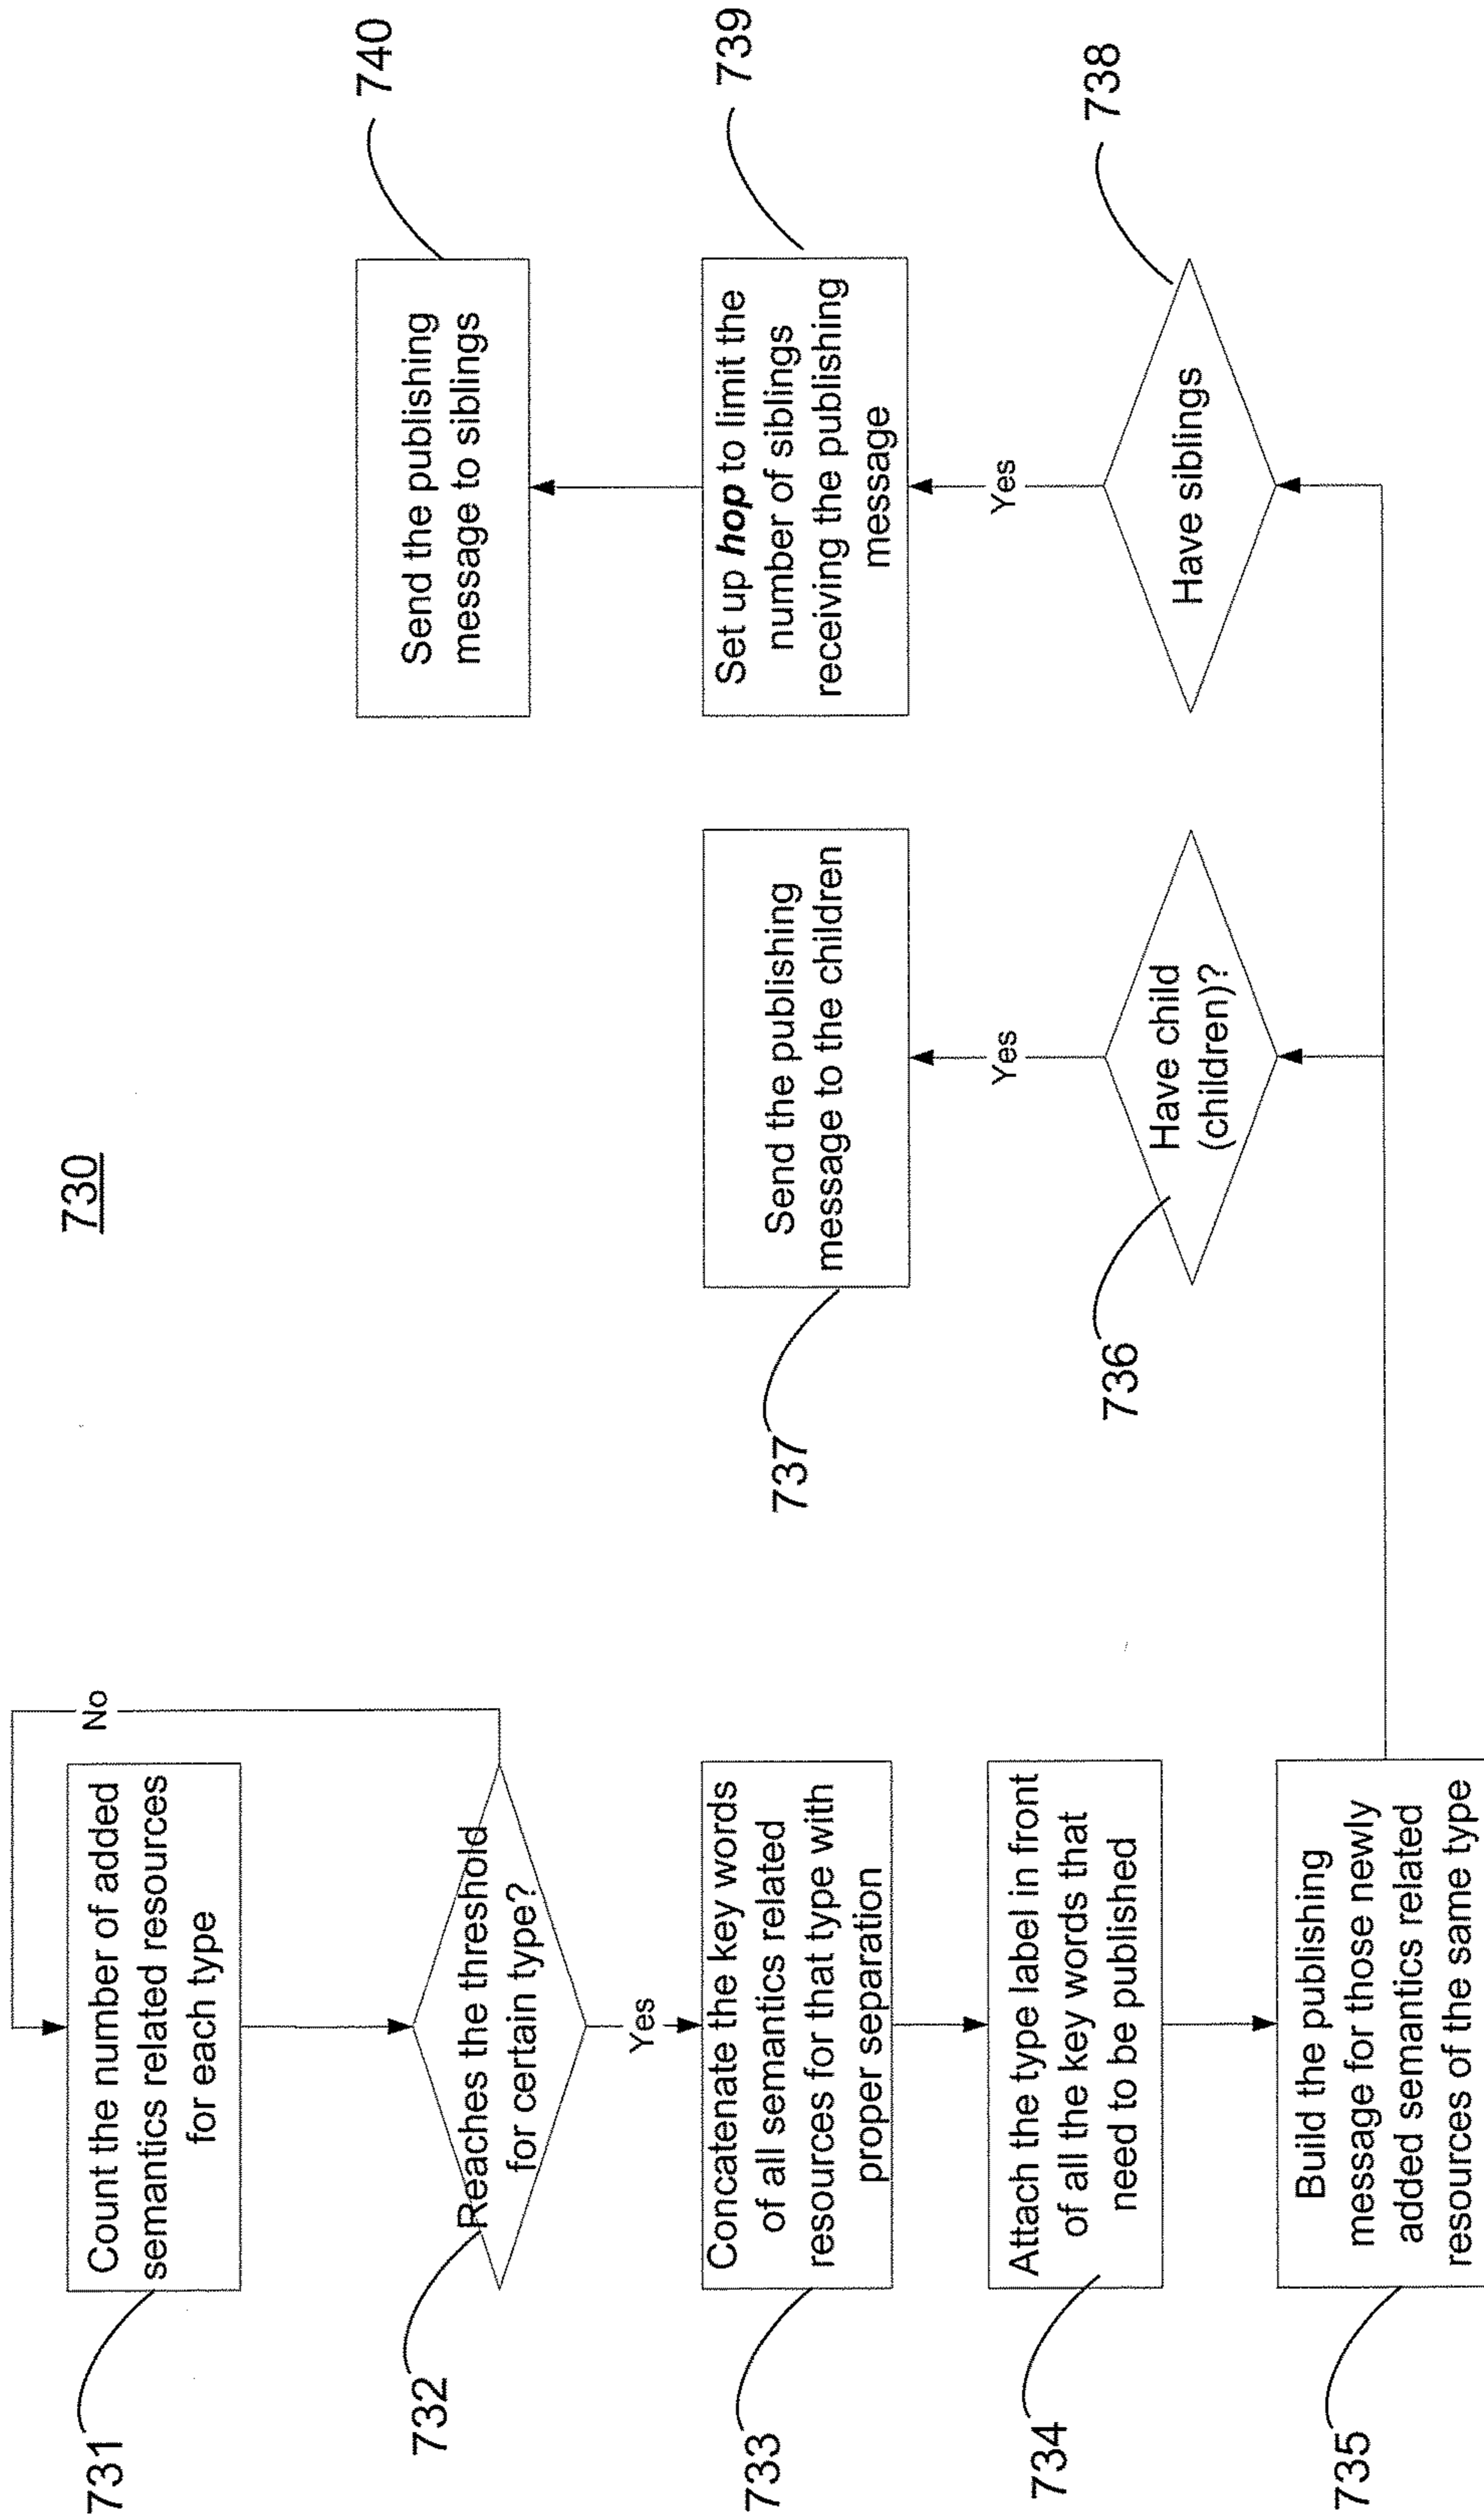 730
731
Count the number of added
semantics related resources
for each type
No
732
Reaches the threshold
for certain type?
Yes
733
Concatenate the key words
of all semantics related
resources for that type with
proper separation
734
Attach the type label in front
of all the key words that
need to be published
735
Build the publishing
message for those newly
added semantics related
resources of the same type
736
Have child
(children)?
Yes
737
Send the publishing
message to the children
738
Have siblings
Yes
739
Set up hop to limit the
number of siblings
receiving the publishing
message
740
Send the publishing
message to siblings